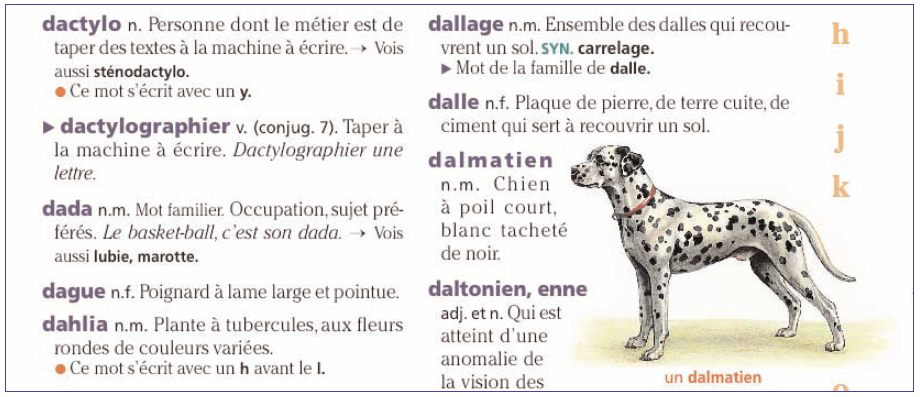 dactylo n. Personne dont le métier est de
taper des textes à la machine à écrire. → Vois
aussi sténodactylo.
● Ce mot s'écrit avec un y.
▶ dactylographier v. (conjug. 7). Taper à
la machine à écrire. Dactylographier une
lettre.
dada n.m. Mot familier. Occupation, sujet pré-
férés. Le basket-ball, c'est son dada. → Vois
aussi lubie, marotte.
dague n.f. Poignard à lame large et pointue.
dahlia n.m. Plante à tubercules, aux fleurs
rondes de couleurs variées.
● Ce mot s'écrit avec un h avant le l.
dallage n.m. Ensemble des dalles qui recou-
vrent un sol. SYN. carrelage.
▶ Mot de la famille de dalle.
dalle n.f. Plaque de pierre, de terre cuite, de
ciment qui sert à recouvrir un sol.
dalmatien
n.m. Chien
à poil court,
blanc tacheté
de noir.
daltonien, enne
adj. et n. Qui est
atteint d'une
anomalie de
la vision des
un dalmatien
h
i
j
k